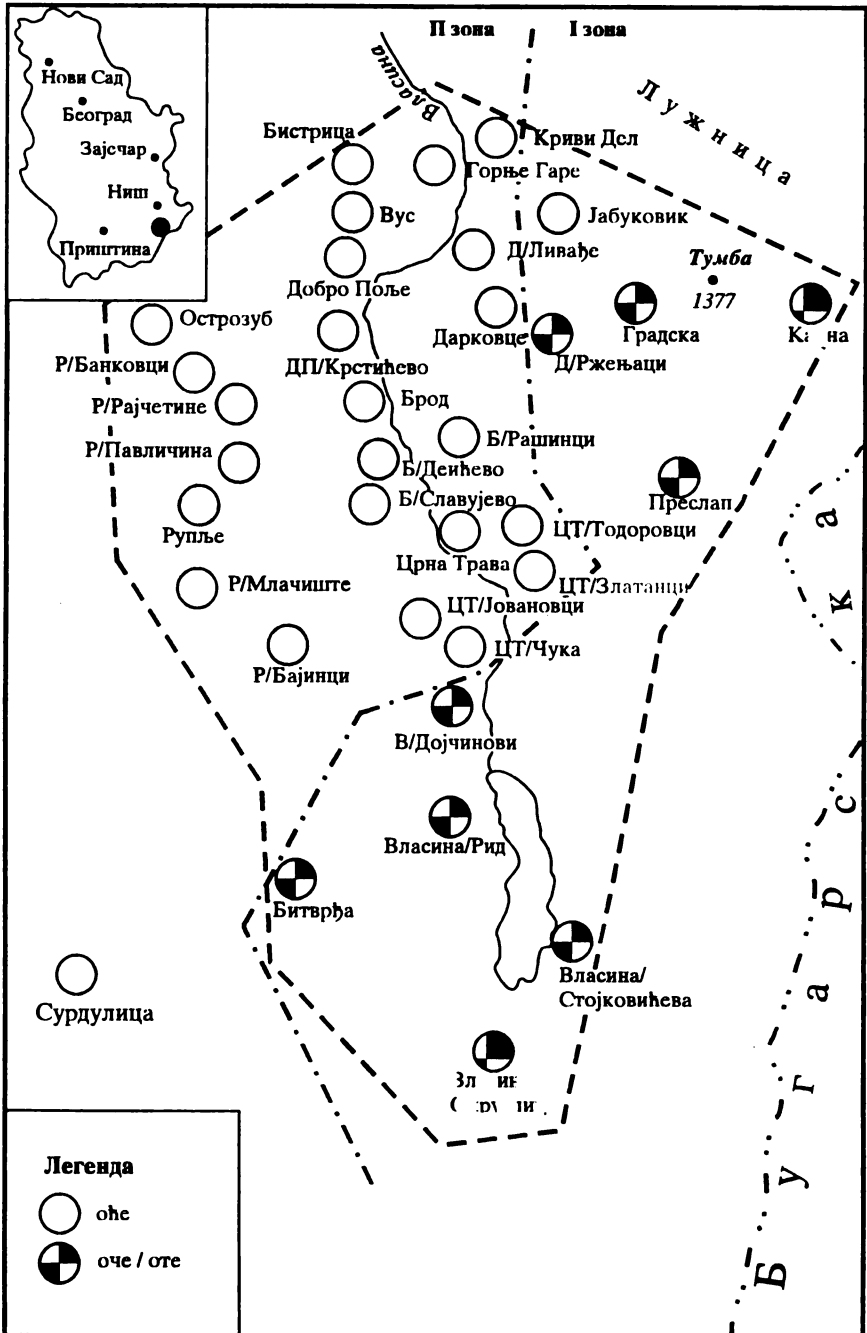 II зона
I зона
Нови Сад
Београд
Зајечар
Ниш
Приштина
Власина
Лужница
Бистрица
Криви Дел
Горње Гаре
Вус
Јабуковик
Д/Ливађе
Добро Поље
Тумба
1377
Острозуб
Дарковце
Градска
Д/Ржењаци
Р/Банковци
ДП/Крстићево
Р/Рајчетине
Брод
Б/Рашинци
Р/Павличина
Б/Деићево
Б/Славујево
Преслап
Рупље
Црна Трава
ЦТ/Тодоровци
Р/Млачиште
ЦТ/Златанци
ЦТ/Јовановци
Р/Бајинци
ЦТ/Чука
В/Дојчинови
Власина/Рид
Битврђа
Власина/
Стојковићева
Сурдулица
Бугарска
Легенда
оће
оче / оте